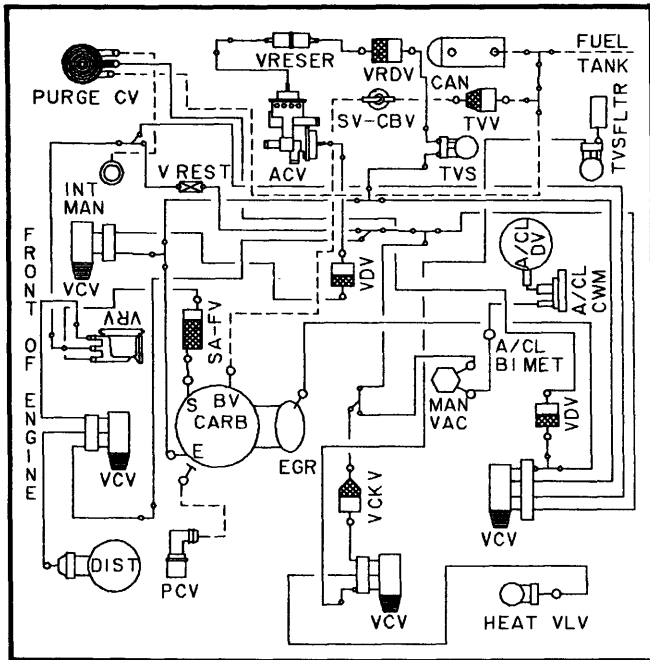 FUEL
TANK
VRESER
VRDV
CAN
PURGE CV
SV-CBV
TVV
TVSFLTR
ACV
TVS
V REST
INT
MAN
A/CL
DV
A/CL
CWM
VCV
VDV
FRONT OF ENGINE
VRV
SA-FV
A/CL
BIMET
S
BV
CARB
E
MAN
VAC
VDV
EGR
VCV
VCKV
VCV
DIST
PCV
VCV
HEAT VLV